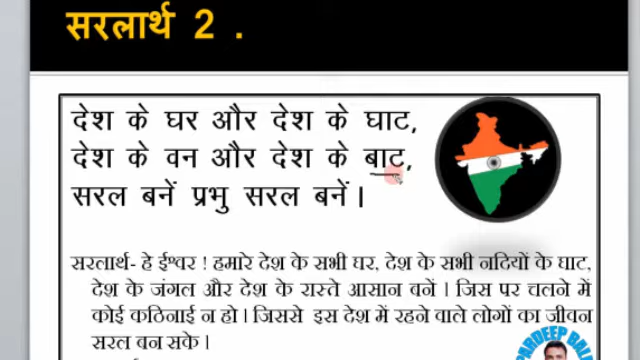 सरलार्थ 2 .
देश के घर और देश के घाट,
देश के वन और देश के बाट,
सरल बनें प्रभु सरल बनें।
सरलार्थ- हे ईश्वर ! हमारे देश के सभी घर, देश के सभी नदियों के घाट,
देश के जंगल और देश के रास्ते आसान बनें । जिस पर चलने में
कोई कठिनाई न हो । जिससे इस देश में रहने वाले लोगों का जीवन
सरल बन सके ।
PARDEEP